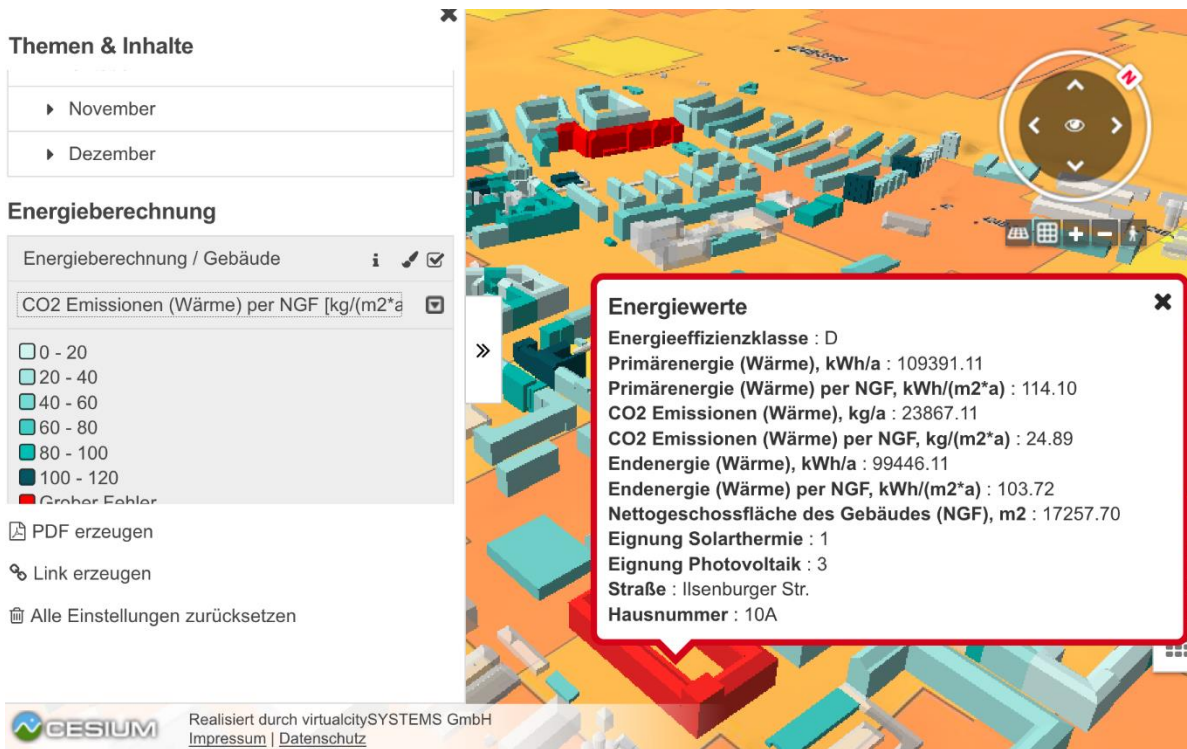 Themen & Inhalte
November
Dezember
Energieberechnung
Energieberechnung / Gebäude
CO2 Emissionen (Wärme) per NGF [kg/(m2*a
0 - 20
20 - 40
40 - 60
60 - 80
80 - 100
100 - 120
Grober Fehler
PDF erzeugen
Link erzeugen
Alle Einstellungen zurücksetzen
N
Energiewerte
Energieeffizienzklasse : D
Primärenergie (Wärme), kWh/a : 109391.11
Primärenergie (Wärme) per NGF, kWh/(m2*a) : 114.10
CO2 Emissionen (Wärme), kg/a : 23867.11
CO2 Emissionen (Wärme) per NGF, kg/(m2*a) : 24.89
Endenergie (Wärme), kWh/a : 99446.11
Endenergie (Wärme) per NGF, kWh/(m2*a) : 103.72
Nettogeschossfläche des Gebäudes (NGF), m2 : 17257.70
Eignung Solarthermie : 1
Eignung Photovoltaik : 3
Straße : Ilsenburger Str.
Hausnummer : 10A
CESIUM
Realisiert durch virtualcitySYSTEMS GmbH
Impressum | Datenschutz